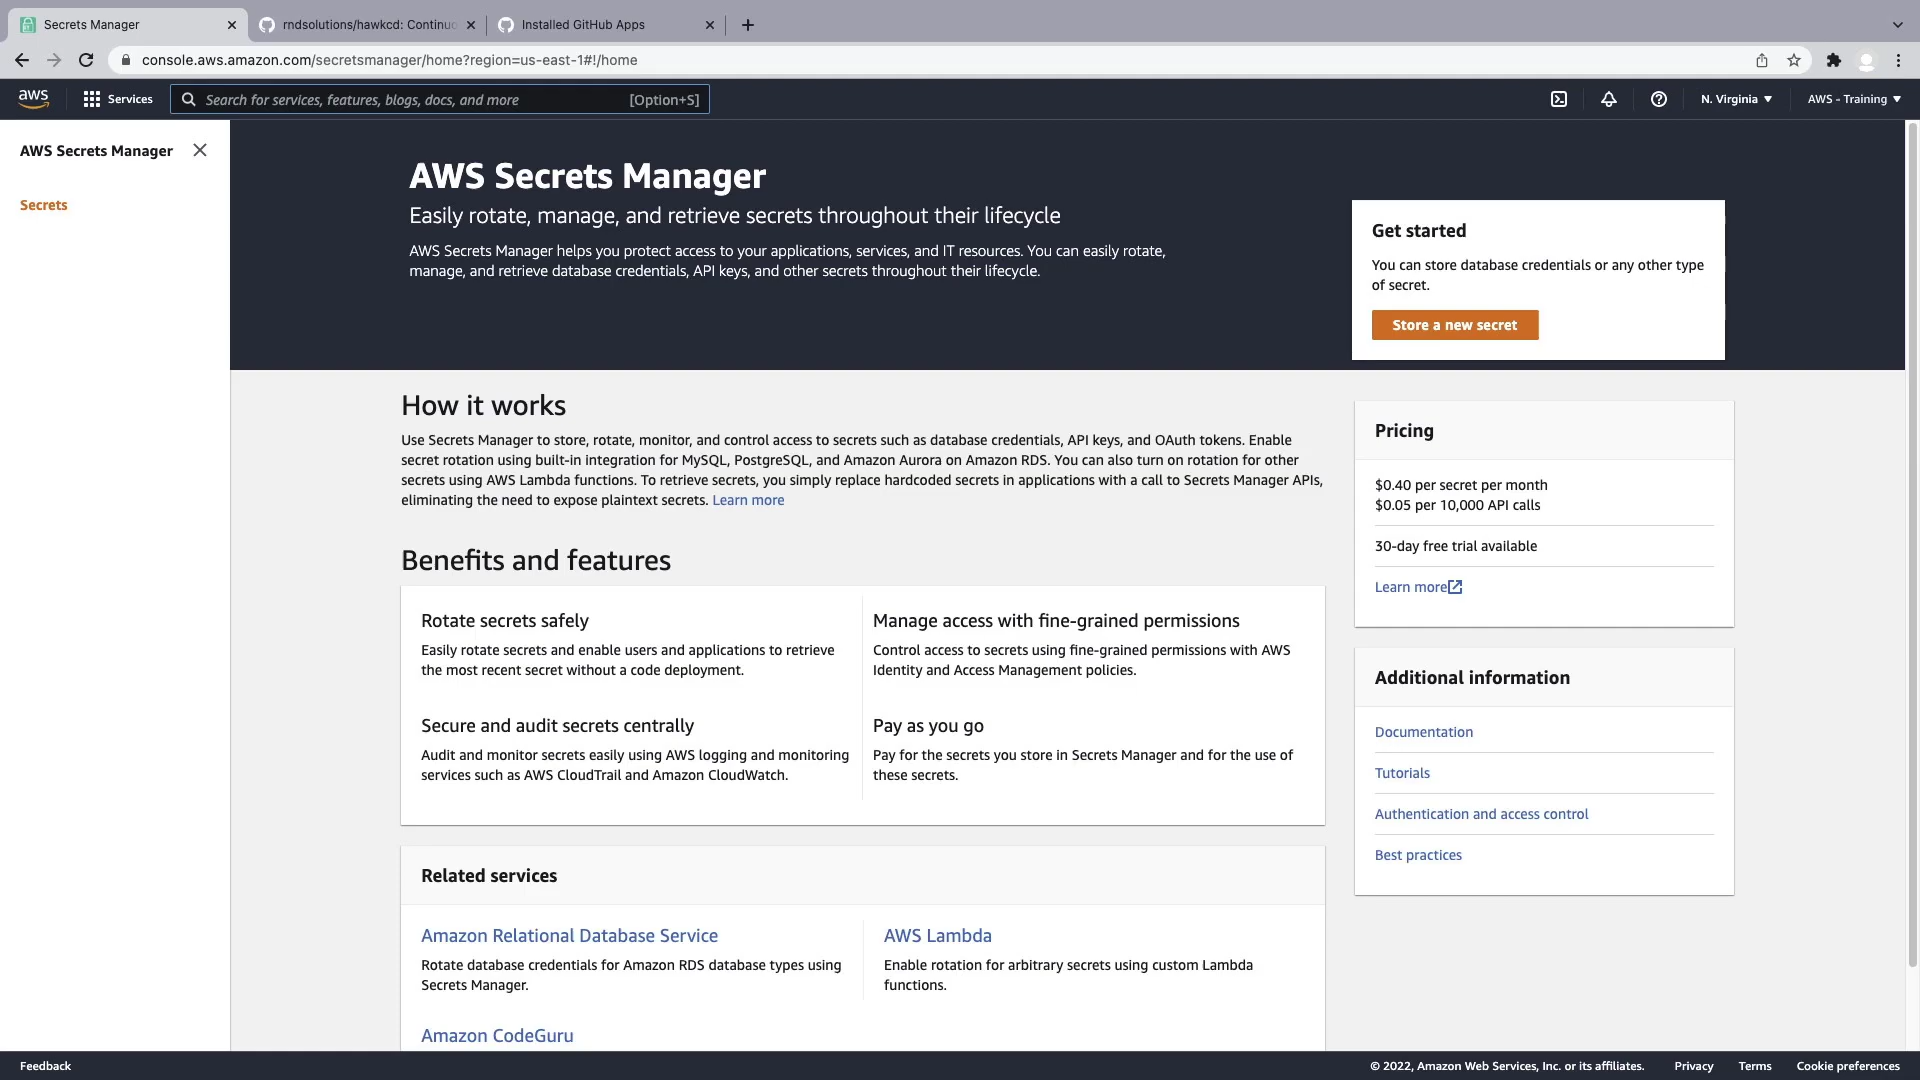 Secrets Manager
rndsolutions/hawkcd: Continuo
Installed GitHub Apps
console.aws.amazon.com/secretsmanager/home?region=us-east-1#!/home
aws
Services
Search for services, features, blogs, docs, and more
[Option+S]
N. Virginia
AWS - Training
AWS Secrets Manager
Secrets
AWS Secrets Manager
Easily rotate, manage, and retrieve secrets throughout their lifecycle
AWS Secrets Manager helps you protect access to your applications, services, and IT resources. You can easily rotate,
manage, and retrieve database credentials, API keys, and other secrets throughout their lifecycle.
Get started
You can store database credentials or any other type
of secret.
Store a new secret
How it works
Use Secrets Manager to store, rotate, monitor, and control access to secrets such as database credentials, API keys, and OAuth tokens. Enable
secret rotation using built-in integration for MySQL, PostgreSQL, and Amazon Aurora on Amazon RDS. You can also turn on rotation for other
secrets using AWS Lambda functions. To retrieve secrets, you simply replace hardcoded secrets in applications with a call to Secrets Manager APIs,
eliminating the need to expose plaintext secrets. Learn more
Benefits and features
Rotate secrets safely
Easily rotate secrets and enable users and applications to retrieve
the most recent secret without a code deployment.
Manage access with fine-grained permissions
Control access to secrets using fine-grained permissions with AWS
Identity and Access Management policies.
Secure and audit secrets centrally
Audit and monitor secrets easily using AWS logging and monitoring
services such as AWS CloudTrail and Amazon CloudWatch.
Pay as you go
Pay for the secrets you store in Secrets Manager and for the use of
these secrets.
Related services
Amazon Relational Database Service
Rotate database credentials for Amazon RDS database types using
Secrets Manager.
AWS Lambda
Enable rotation for arbitrary secrets using custom Lambda
functions.
Amazon CodeGuru
Pricing
$0.40 per secret per month
$0.05 per 10,000 API calls
30-day free trial available
Learn more
Additional information
Documentation
Tutorials
Authentication and access control
Best practices
Feedback
© 2022, Amazon Web Services, Inc. or its affiliates.
Privacy
Terms
Cookie preferences